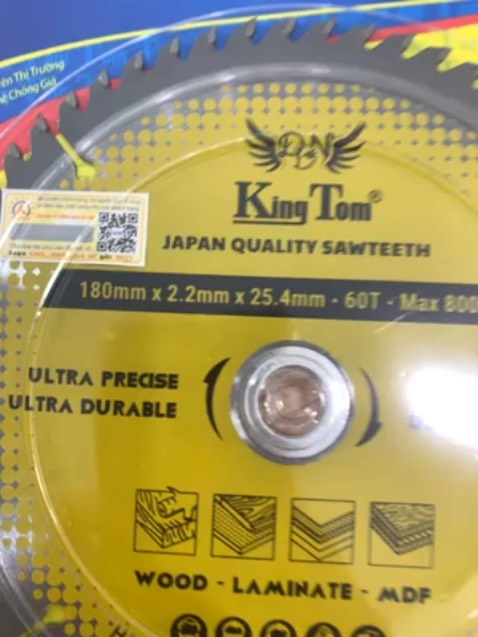 ên Thị Trường
ệ Chống Giả
King Tom®
JAPAN QUALITY SAWTEETH
180mm x 2.2mm x 25.4mm - 60T - Max 800
ULTRA PRECISE
ULTRA DURABLE
WOOD - LAMINATE - MDF